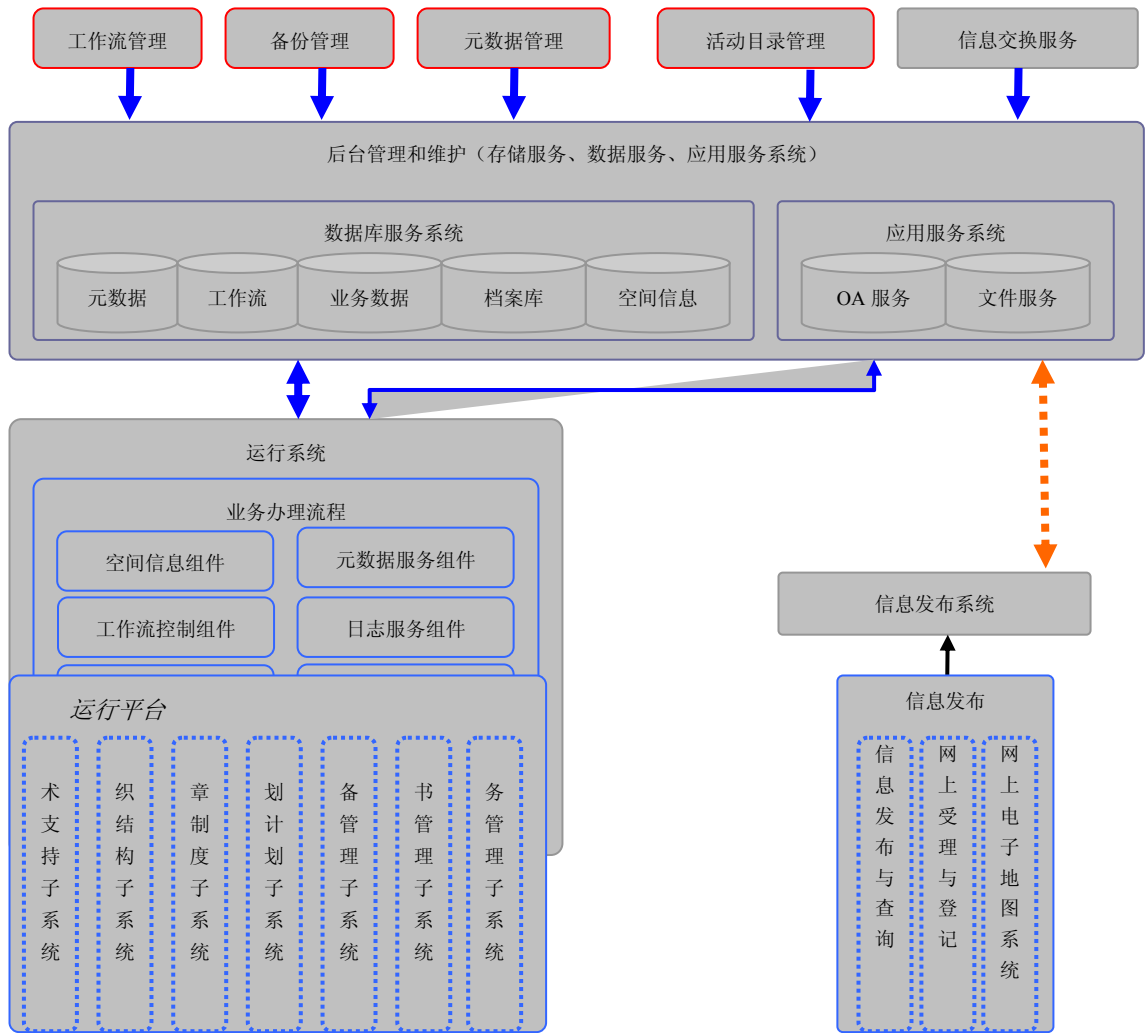 工作流管理
备份管理
元数据管理
活动目录管理
信息交换服务
后台管理和维护（存储服务、数据服务、应用服务系统）
数据库服务系统
应用服务系统
元数据
工作流
业务数据
档案库
空间信息
OA 服务
文件服务
运行系统
业务办理流程
空间信息组件
元数据服务组件
工作流控制组件
日志服务组件
信息发布系统
运行平台
术支持子系统
织结构子系统
章制度子系统
划计划子系统
备管理子系统
书管理子系统
务管理子系统
信息发布
信息发布与查询
网上受理与登记
网上电子地图系统